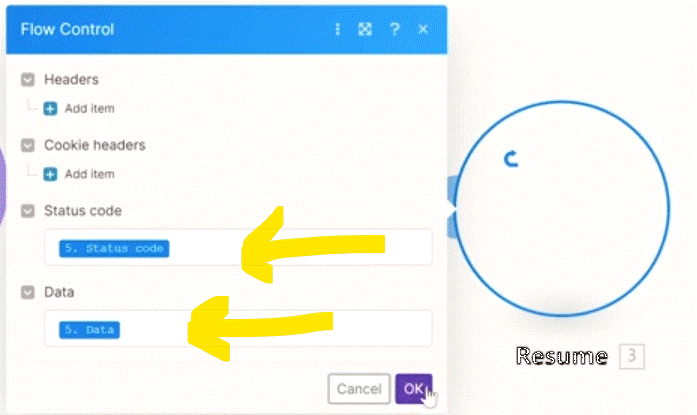 Flow Control
?
Headers
Add item
Cookie headers
Add item
Status code
5. Status code
Data
5. Data
Cancel
OK
Resume 3